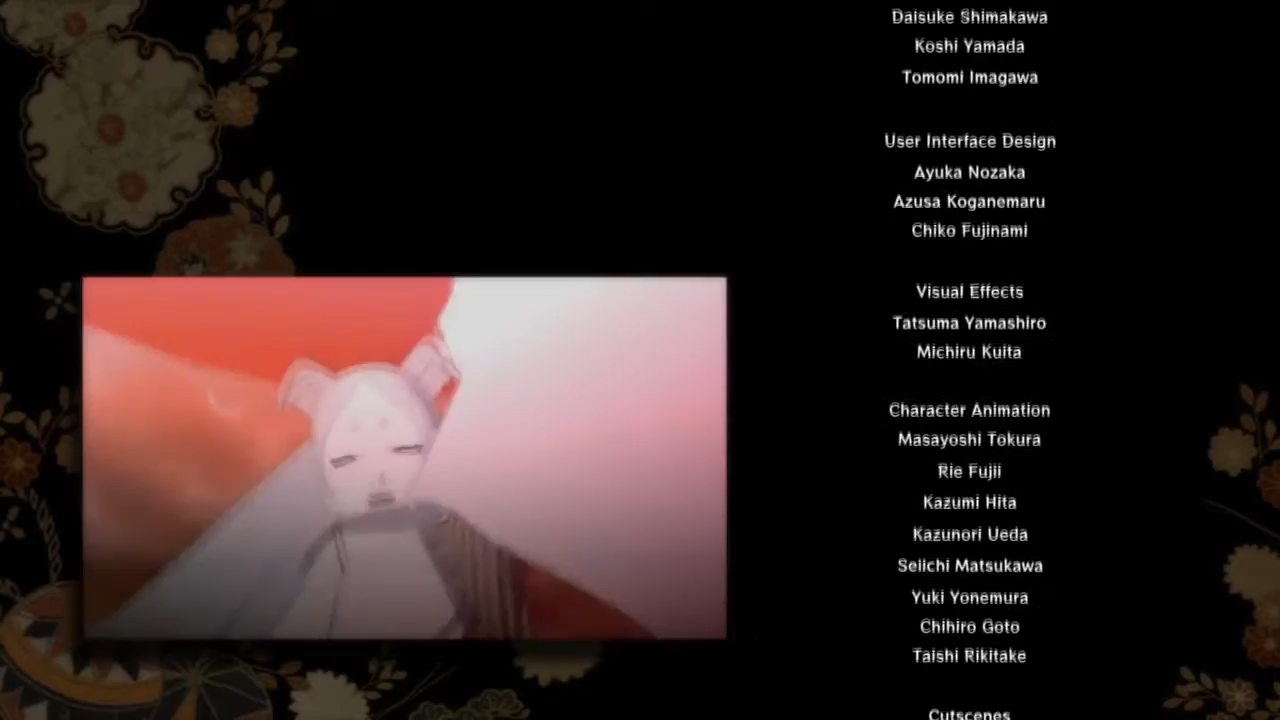 Daisuke Shimakawa
Koshi Yamada
Tomomi Imagawa
User Interface Design
Ayuka Nozaka
Azusa Koganemaru
Chiko Fujinami
Visual Effects
Tatsuma Yamashiro
Michiru Kuita
Character Animation
Masayoshi Tokura
Rie Fujii
Kazumi Hita
Kazunori Ueda
Seiichi Matsukawa
Yuki Yonemura
Chihiro Goto
Taishi Rikitake
Cutscenes